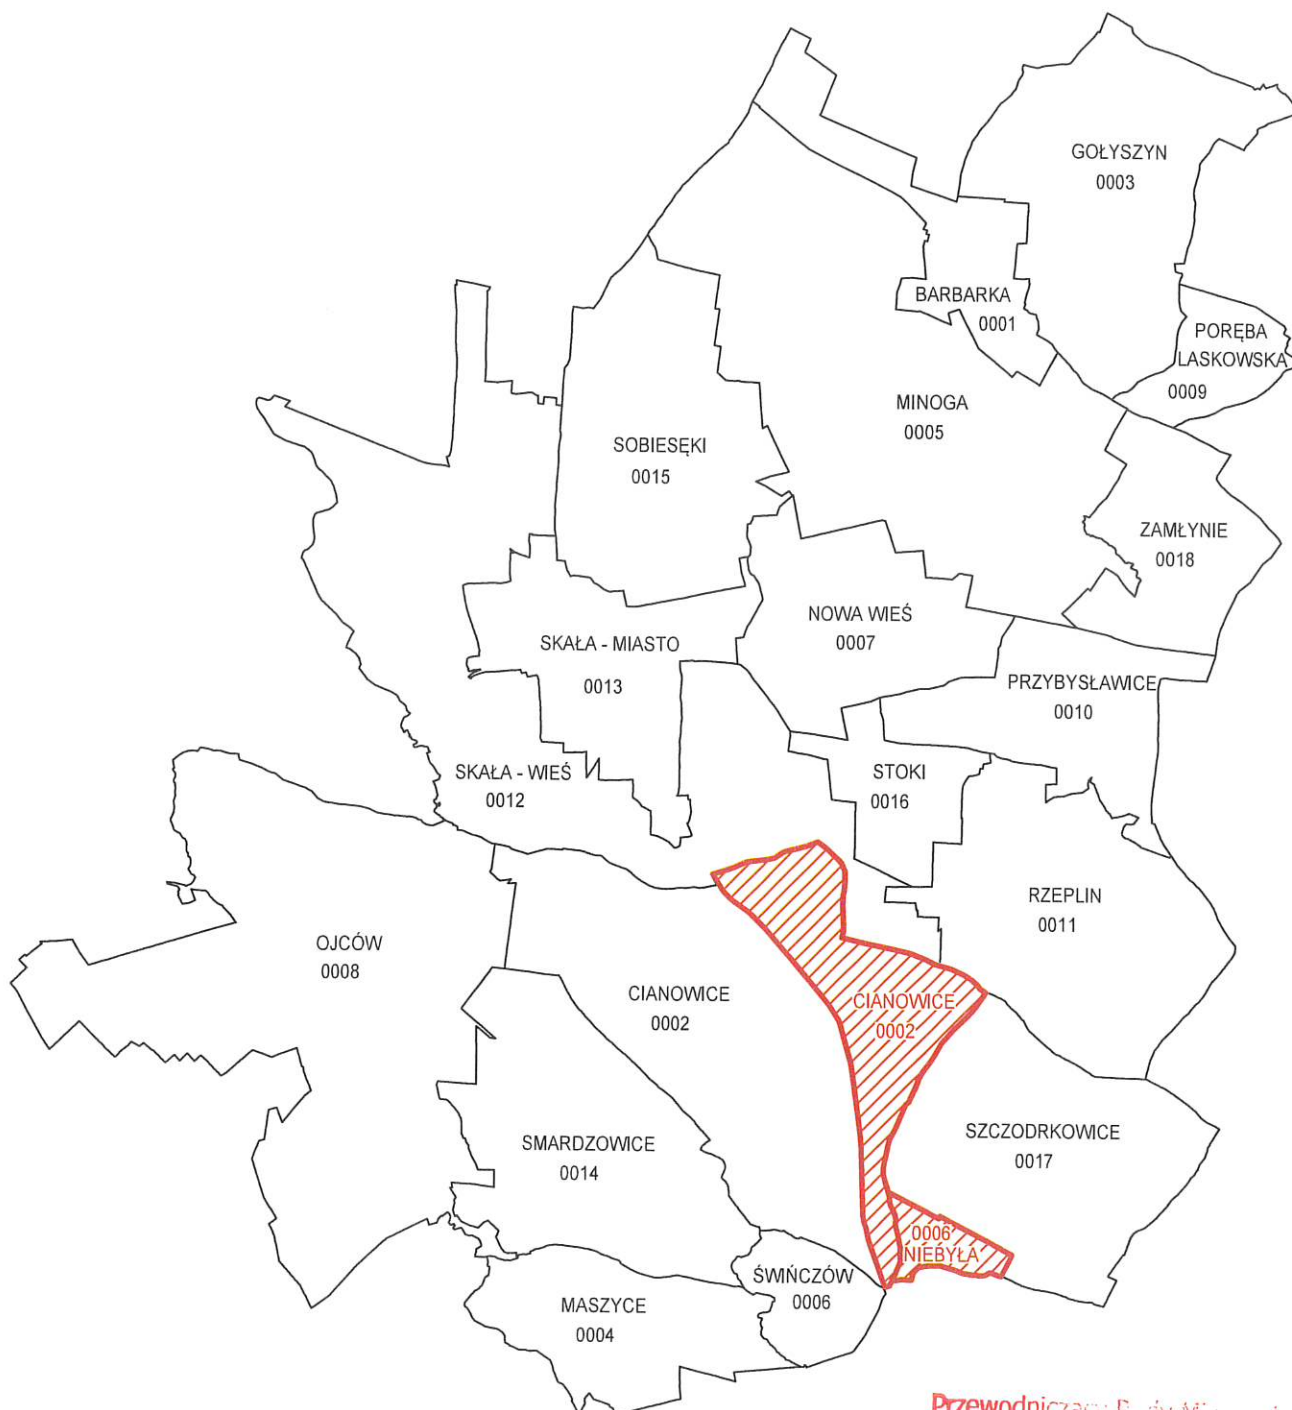 GOŁYSZYN
0003
BARBARKA
0001
PORĘBA
LASKOWSKA
0009
MINOGA
0005
SOBIESĘKI
0015
ZAMŁYNIE
0018
NOWA WIEŚ
0007
SKAŁA - MIASTO
0013
PRZYBYSŁAWICE
0010
SKAŁA - WIEŚ
0012
STOKI
0016
RZEPLIN
0011
OJCÓW
0008
CIANOWICE
0002
CIANOWICE
0002
SMARDZOWICE
0014
SZCZODRKOWICE
0017
0006
NIEBYŁA
ŚWIŃCZÓW
0006
MASZYCE
0004
Przewodniczący Rady